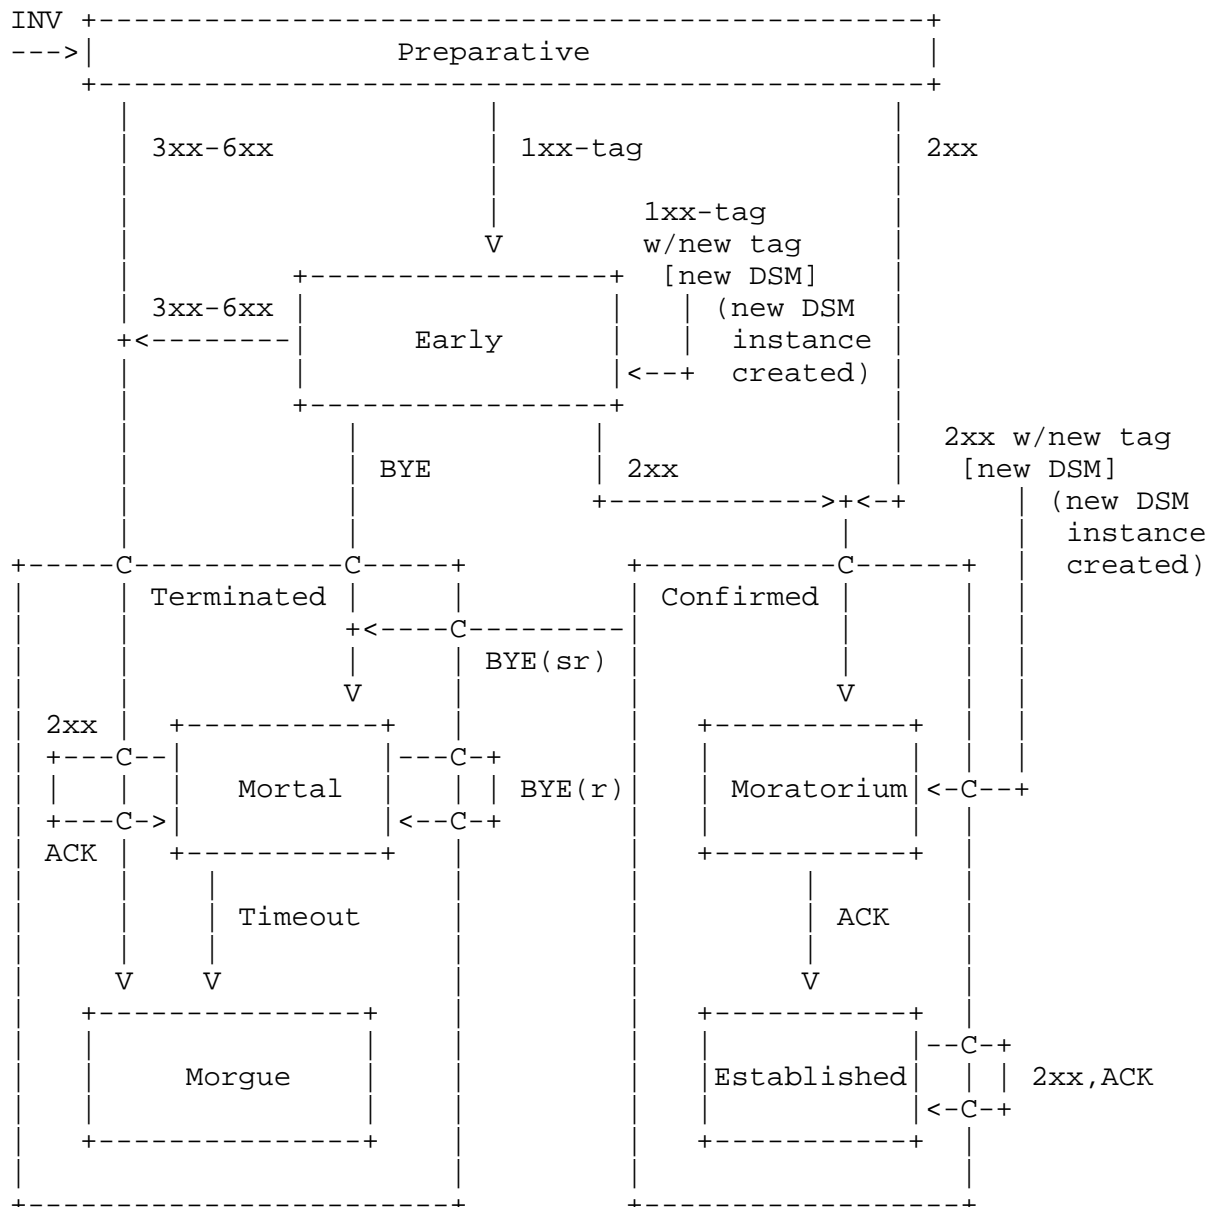 INV
Preparative
3xx-6xx 1xx-tag 2xx
1xx-tag
w/new tag
[new DSM]
3xx-6xx (new DSM
Early instance
created)
2xx w/new tag
BYE 2xx [new DSM]
(new DSM
instance
C C C created)
Terminated Confirmed
C
BYE(sr)
2xx
C C
Mortal BYE(r) Moratorium C
C C
ACK
Timeout ACK
C
Morgue Established 2xx,ACK
C